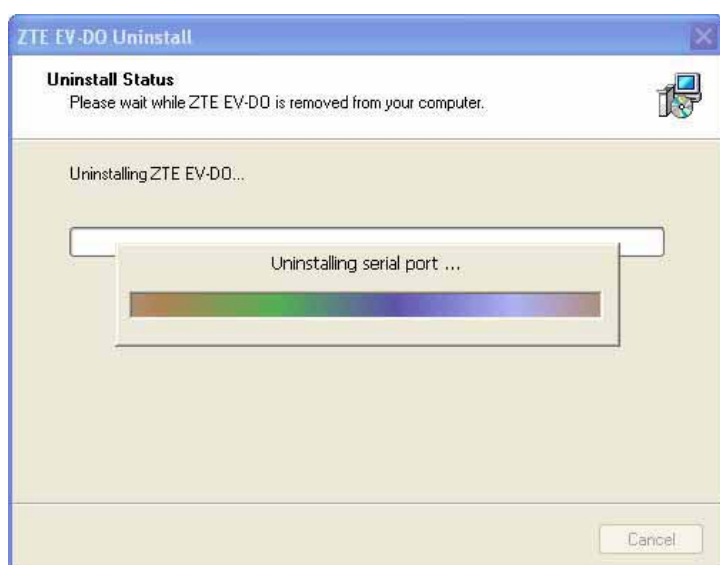 ZTE EV-DO Uninstall
Uninstall Status
Please wait while ZTE EV-DO is removed from your computer.
Uninstalling ZTE EV-DO...
Uninstalling serial port ...
Cancel